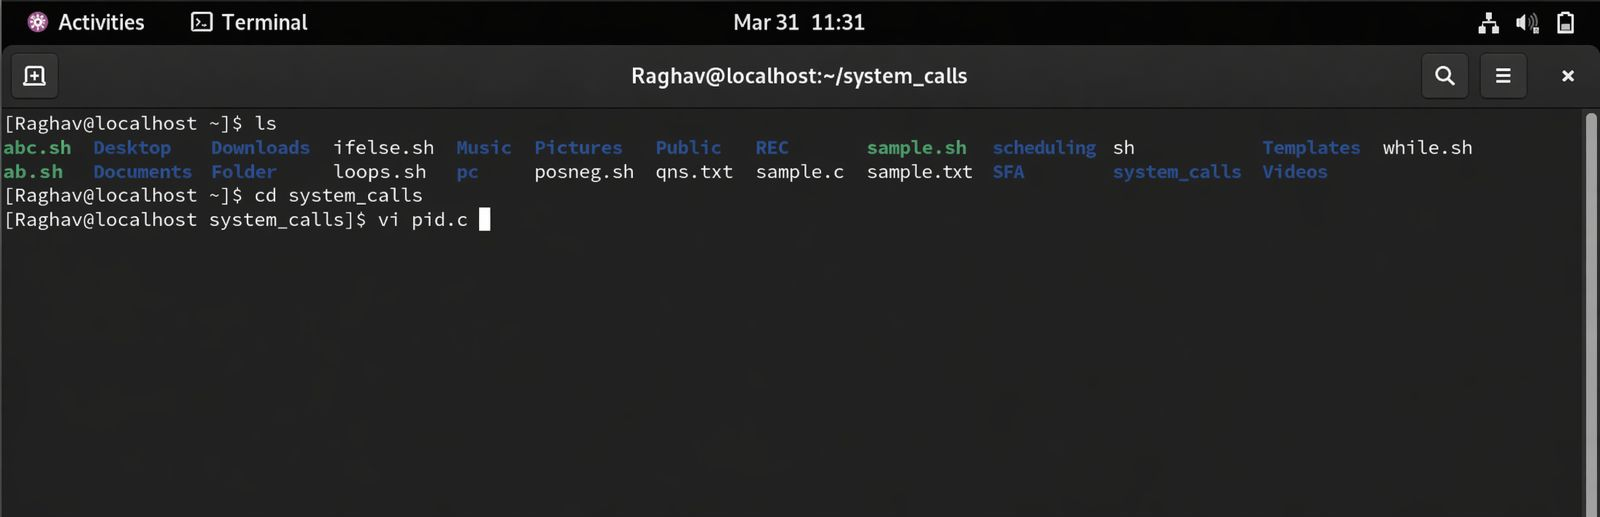 Activities Terminal Mar 31 11:31
Raghav@localhost:~/system_calls
[Raghav@localhost ~]$ ls
abc.sh Desktop Downloads ifelse.sh Music Pictures Public REC sample.sh scheduling sh Templates while.sh
ab.sh Documents Folder loops.sh pc posneg.sh qns.txt sample.c sample.txt SFA system_calls Videos
[Raghav@localhost ~]$ cd system_calls
[Raghav@localhost system_calls]$ vi pid.c